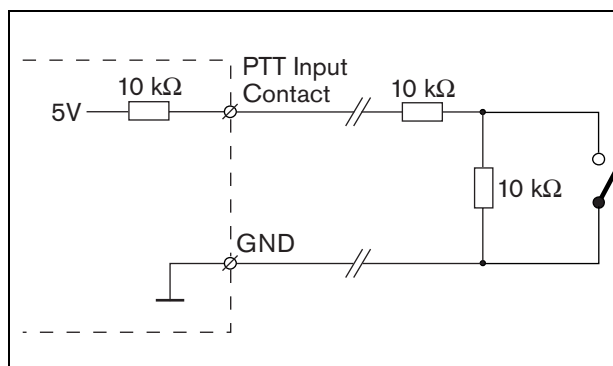 PTT Input
Contact
10 kΩ
10 kΩ
5V
10 kΩ
GND